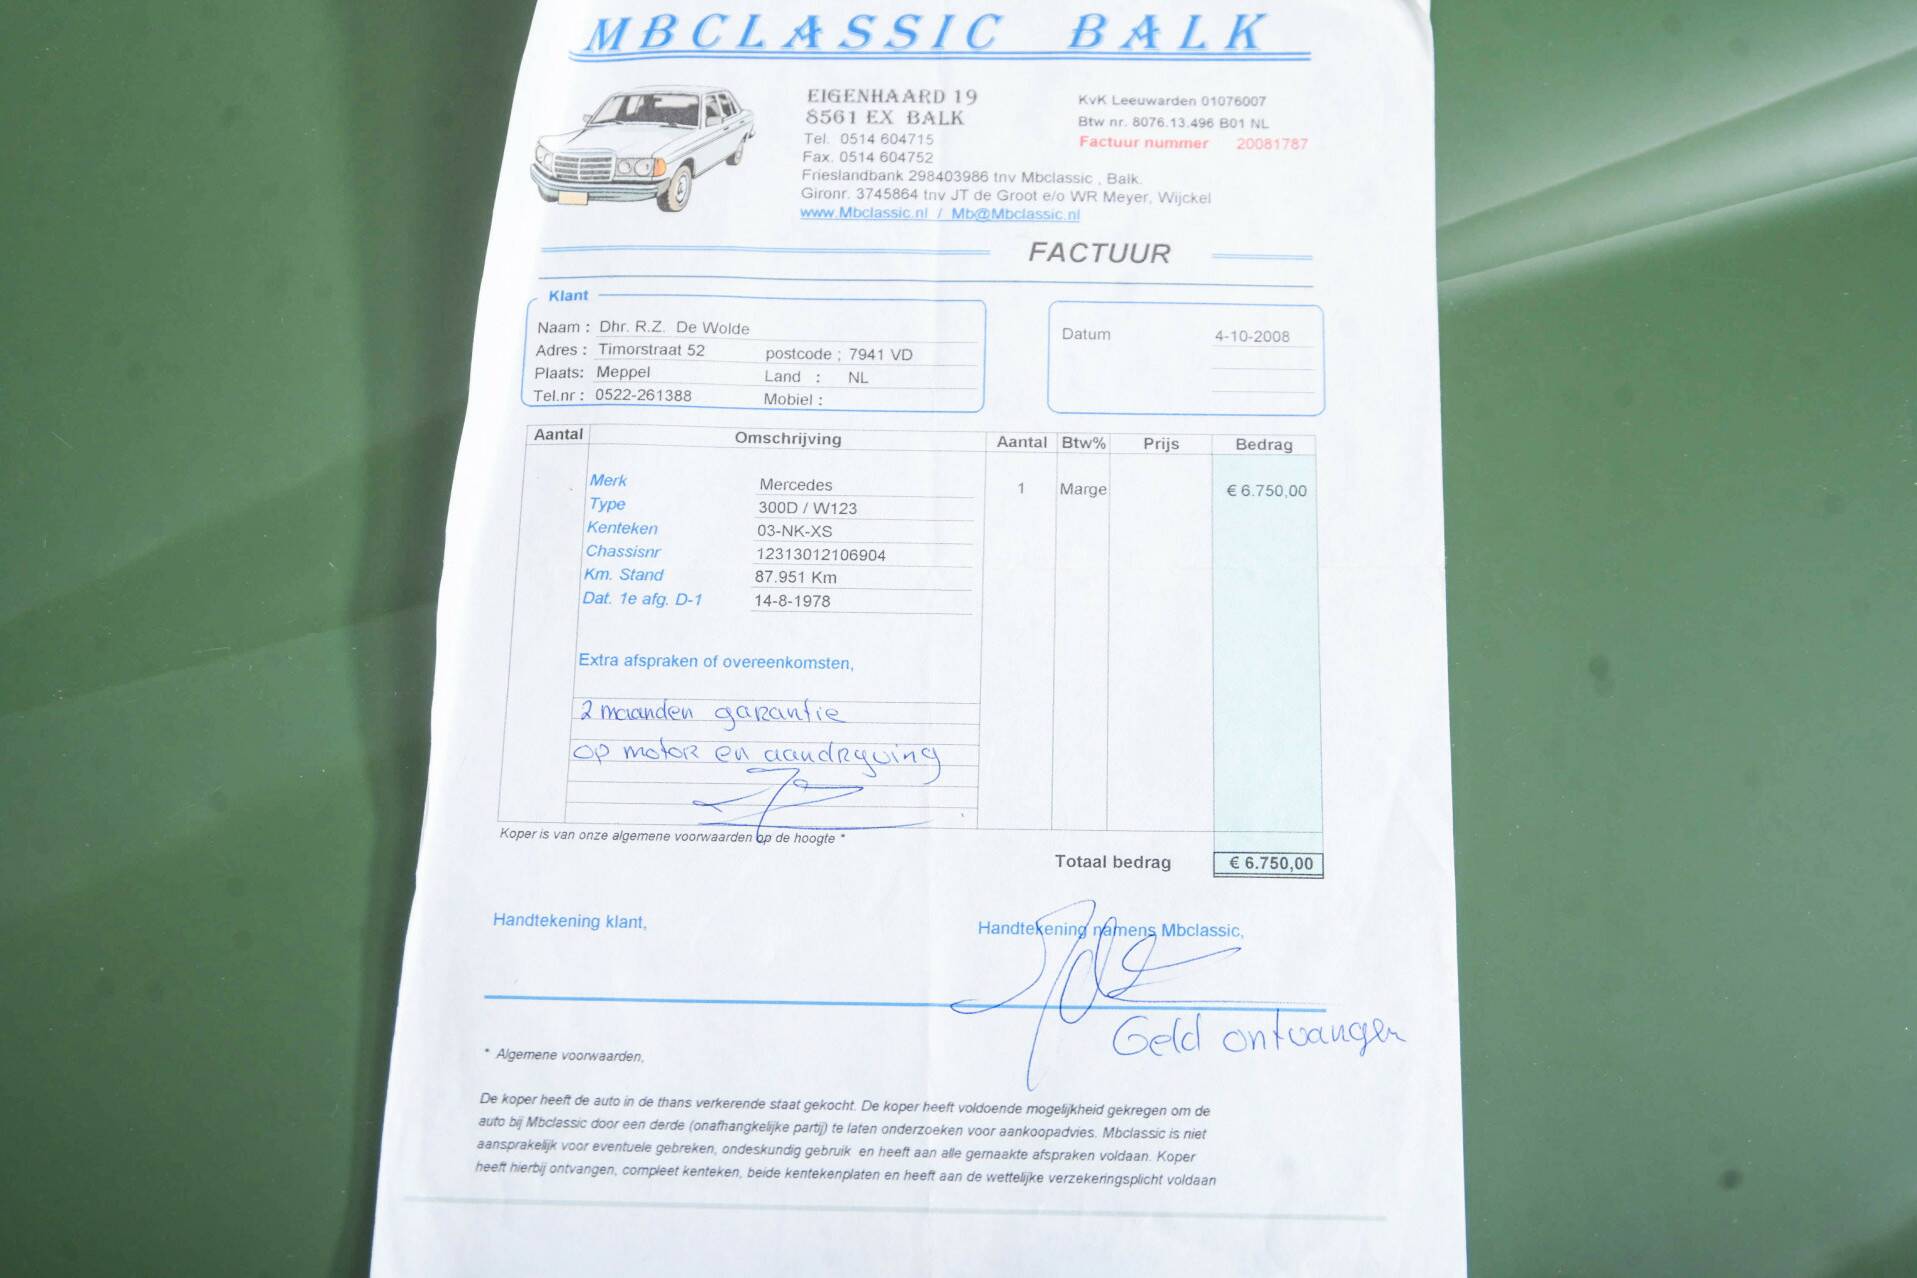 MBCLASSIC BALK
EIGENHAARD 19
8561 EX BALK
Tel. 0514 604715
Fax. 0514 604752
Frieslandbank 298403986 tnv Mbclassic , Balk.
Gironr. 3745864 tnv JT de Groot e/o WR Meyer, Wijckel
www.Mbclassic.nl / Mb@Mbclassic.nl
KvK Leeuwarden 01076007
Btw nr. 8076.13.496 B01 NL
Factuur nummer 20081787
FACTUUR
Klant
Naam : Dhr. R.Z. De Wolde
Adres : Timorstraat 52 postcode ; 7941 VD
Plaats: Meppel Land : NL
Tel.nr : 0522-261388 Mobiel :
Datum 4-10-2008
Aantal Omschrijving Aantal Btw% Prijs Bedrag
Merk Mercedes 1 Marge € 6.750,00
Type 300D / W123
Kenteken 03-NK-XS
Chassisnr 12313012106904
Km. Stand 87.951 Km
Dat. 1e afg. D-1 14-8-1978
Extra afspraken of overeenkomsten,
2 maanden garantie
op motor en aandryving
Koper is van onze algemene voorwaarden op de hoogte *
Totaal bedrag € 6.750,00
Handtekening klant,
Handtekening namens Mbclassic,
Geld ontvangen
* Algemene voorwaarden,
De koper heeft de auto in de thans verkerende staat gekocht. De koper heeft voldoende mogelijkheid gekregen om de
auto bij Mbclassic door een derde (onafhangkelijke partij) te laten onderzoeken voor aankoopadvies. Mbclassic is niet
aansprakelijk voor eventuele gebreken, ondeskundig gebruik en heeft aan alle gemaakte afspraken voldaan. Koper
heeft hierbij ontvangen, compleet kenteken, beide kentekenplaten en heeft aan de wettelijke verzekeringsplicht voldaan